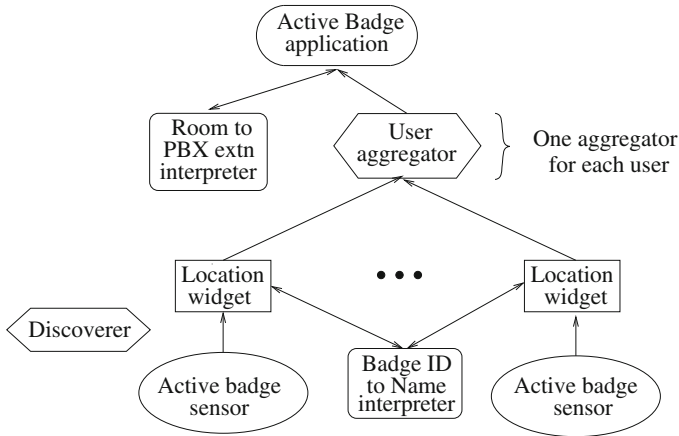 Active Badge
application
Room to
PBX extn
interpreter
User
aggregator
One aggregator
for each user
Location
widget
Location
widget
Discoverer
Active badge
sensor
Badge ID
to Name
interpreter
Active badge
sensor